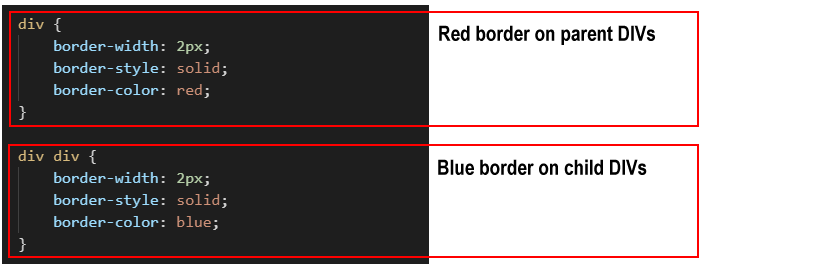 div {
    border-width: 2px;
    border-style: solid;
    border-color: red;
}
Red border on parent DIVs
div div {
    border-width: 2px;
    border-style: solid;
    border-color: blue;
}
Blue border on child DIVs